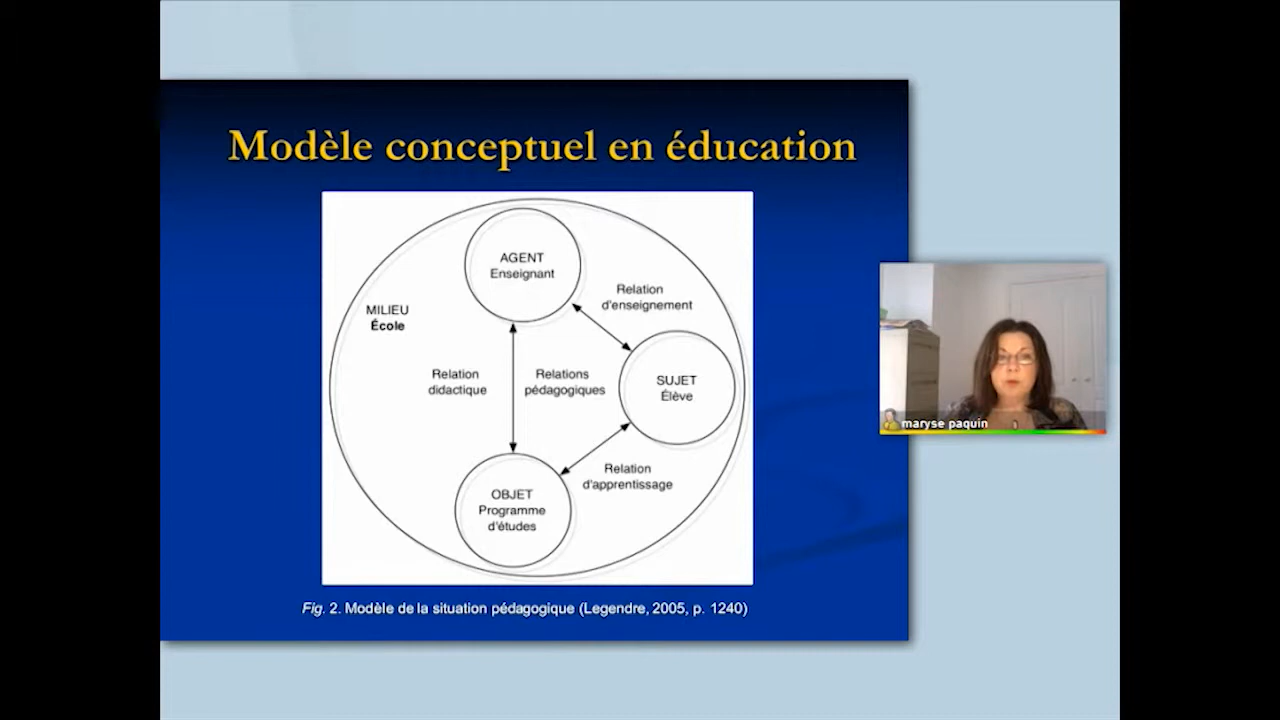 Modèle conceptuel en éducation
AGENT
Enseignant
Relation
d'enseignement
MILIEU
École
Relation
didactique
Relations
pédagogiques
SUJET
Élève
Relation
d'apprentissage
OBJET
Programme
d'études
Fig. 2. Modèle de la situation pédagogique (Legendre, 2005, p. 1240)
maryse paquin